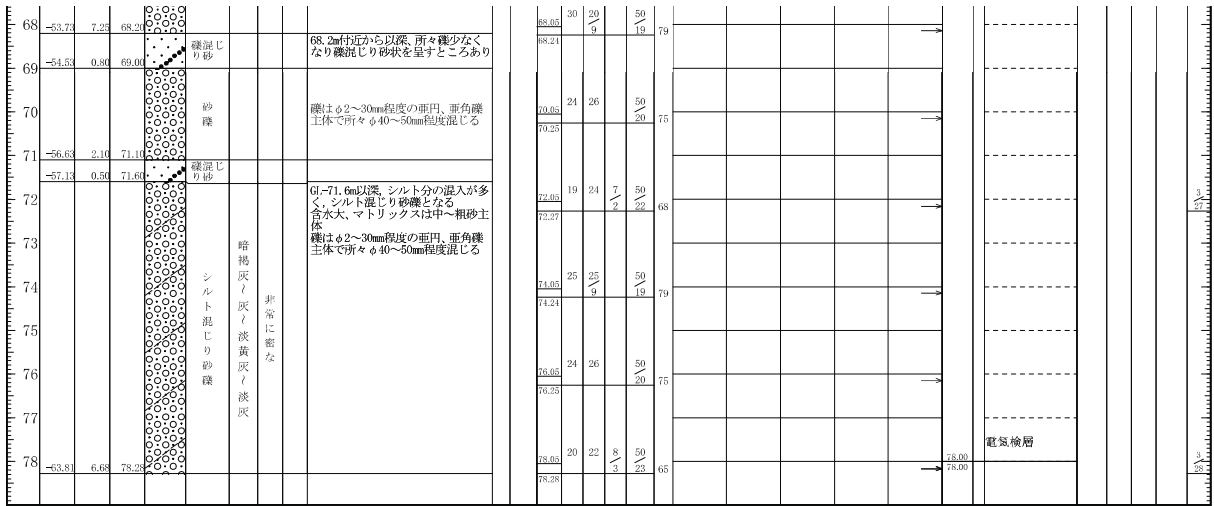 68 -53.73 7.25 68.20
礫混じ
り砂
68.2m付近から以深、所々礫少なく
なり礫混じり砂状を呈すところあり
68.05 30 20/9 50/19 79
68.24
69 -54.53 0.80 69.00
70
砂
礫
礫はφ2～30mm程度の亜円、亜角礫
主体で所々φ40～50mm程度混じる
70.05 24 26 50/20 75
70.25
71 -56.63 2.10 71.10
礫混じ
り砂
-57.13 0.50 71.60
72
GL-71.6m以深, シルト分の混入が多
く, シルト混じり砂礫となる
含水大、マトリックスは中～粗砂主
体
礫はφ2～30mm程度の亜円、亜角礫
主体で所々φ40～50mm程度混じる
72.05 19 24 7/2 50/22 68 3/27
72.27
73
シルト混じり砂礫
暗褐灰～灰～淡黄灰～淡灰
非常に密な
74
74.05 25 25/9 50/19 79
74.24
75
76
76.05 24 26 50/20 75
76.25
77
電気検層
78 -63.81 6.68 78.28
78.05 20 22 8/3 50/23 65 78.00 3/28
78.00
78.28